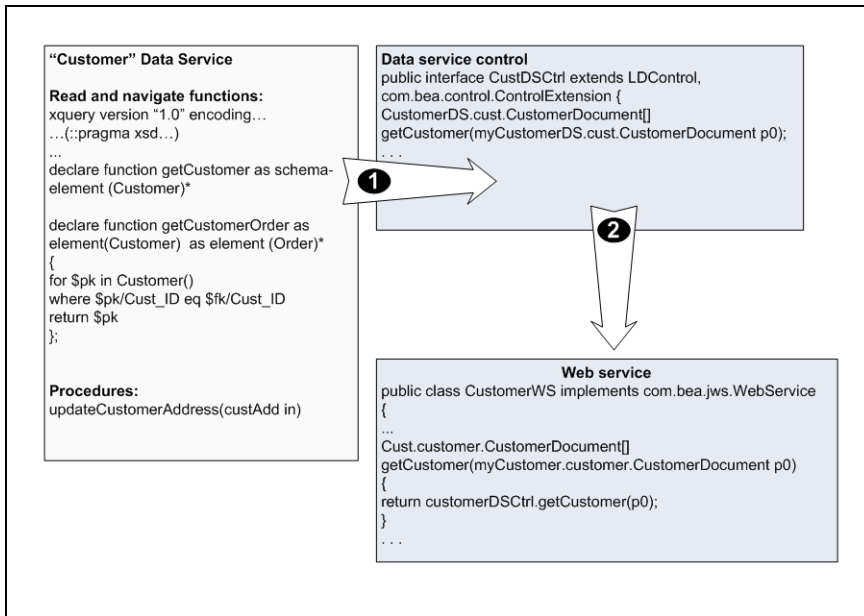 “Customer” Data Service
Read and navigate functions:
xquery version “1.0” encoding…
…(::pragma xsd…)
...
declare function getCustomer as schema-
element (Customer)*
declare function getCustomerOrder as
element(Customer) as element (Order)*
{
for $pk in Customer()
where $pk/Cust_ID eq $fk/Cust_ID
return $pk
};
Procedures:
updateCustomerAddress(custAdd in)
1
Data service control
public interface CustDSCtrl extends LDControl,
com.bea.control.ControlExtension {
CustomerDS.cust.CustomerDocument[]
getCustomer(myCustomerDS.cust.CustomerDocument p0);
. . .
2
Web service
public class CustomerWS implements com.bea.jws.WebService
{
...
Cust.customer.CustomerDocument[]
getCustomer(myCustomer.customer.CustomerDocument p0)
{
return customerDSCtrl.getCustomer(p0);
}
. . .